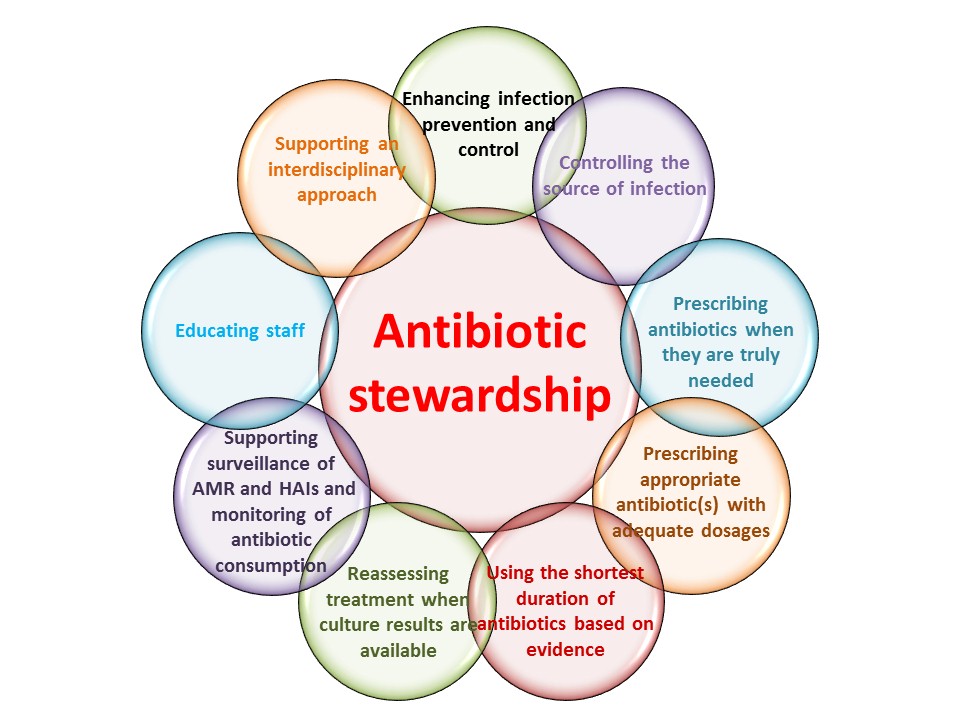 Enhancing infection
prevention and
control
Controlling the
source of infection
Prescribing
antibiotics when
they are truly
needed
Prescribing
appropriate
antibiotic(s) with
adequate dosages
Using the shortest
duration of
antibiotics based on
evidence
Reassessing
treatment when
culture results are
available
Supporting
surveillance of
AMR and HAIs and
monitoring of
antibiotic
consumption
Educating staff
Supporting an
interdisciplinary
approach
Antibiotic
stewardship